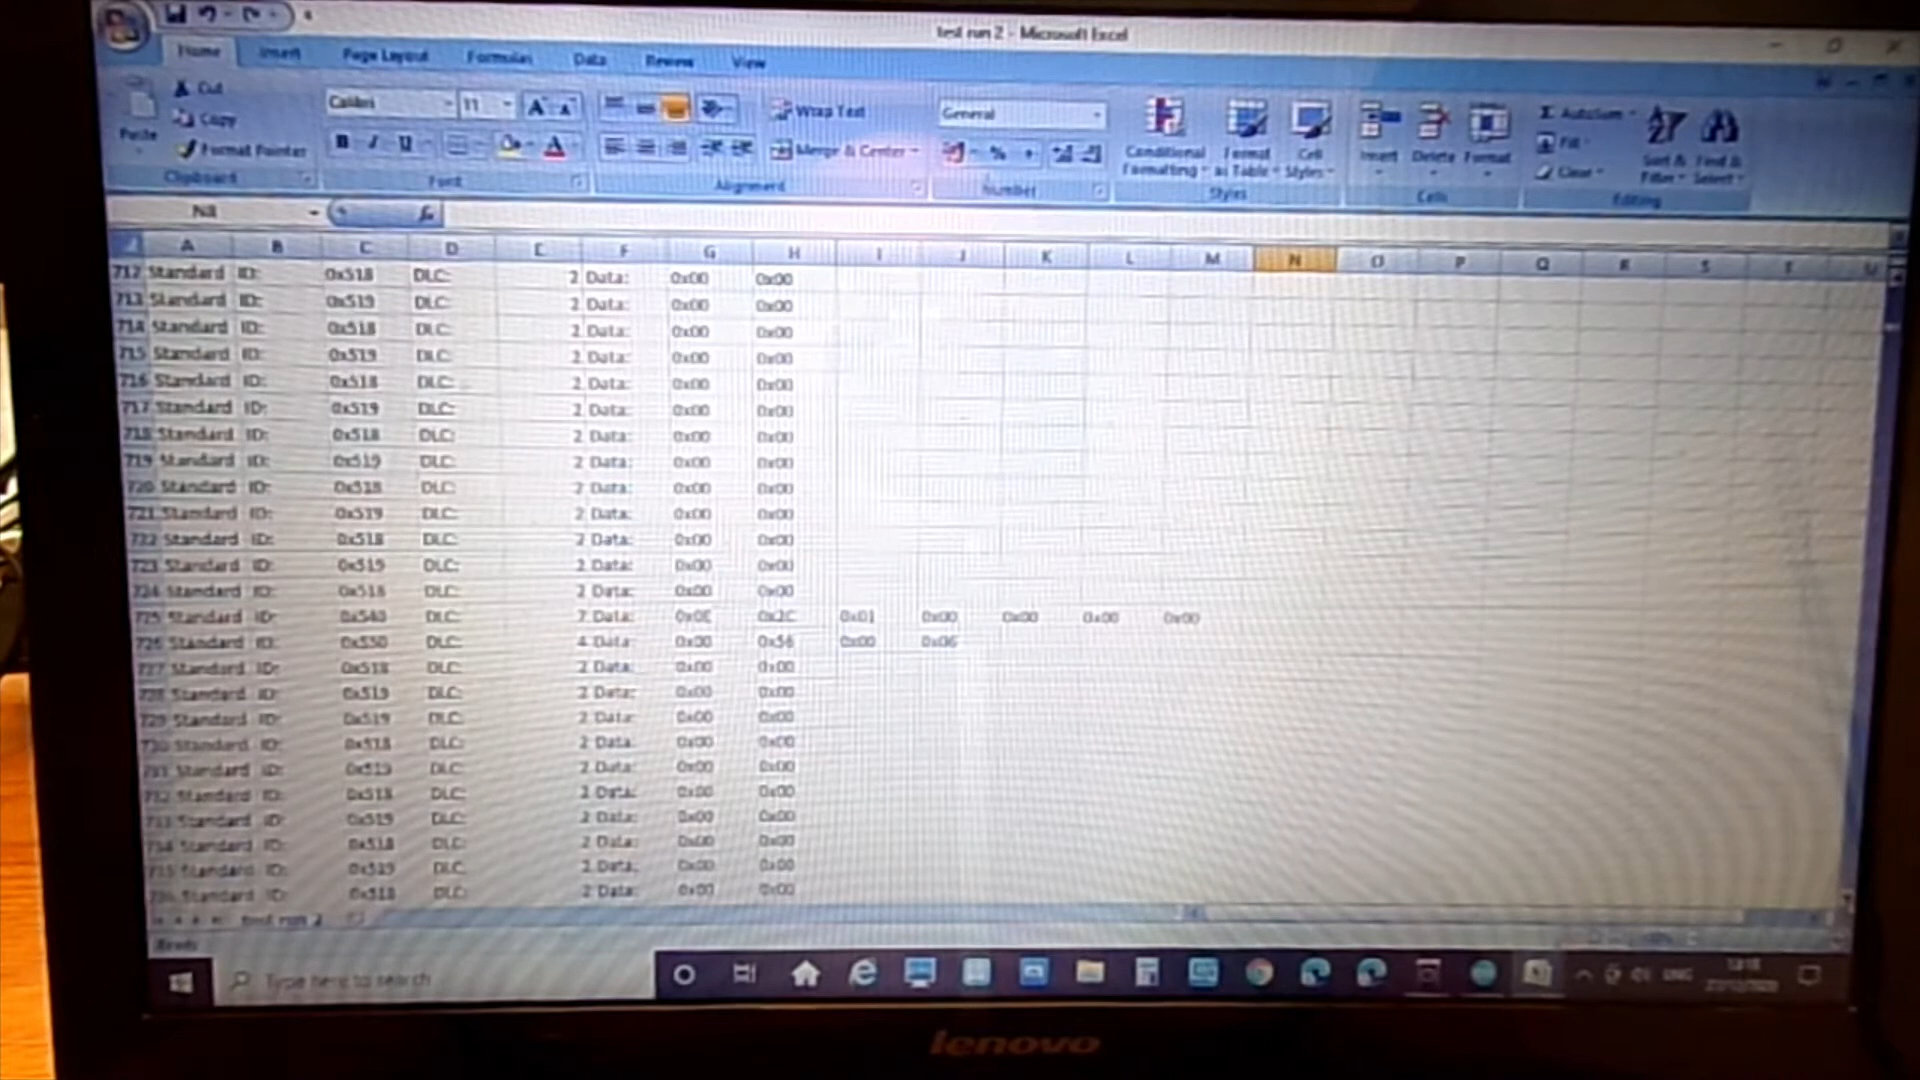 test run 2 - Microsoft Excel
Home Insert Page Layout Formulas Data Review View
Cut
Copy
Format Painter
Paste
Clipboard
Calibri 11
B I U
Font
Wrap Text
Merge & Center
Alignment
General
%
Number
Conditional Formatting
Format as Table
Cell Styles
Styles
Insert Delete Format
Cells
AutoSum
Fill
Clear
Sort & Filter
Find & Select
Editing
fx
A B C D E F G H I J K L M N O P Q R S T U
712 Standard ID: 0x518 DLC: 2 Data: 0x00 0x00
713 Standard ID: 0x519 DLC: 2 Data: 0x00 0x00
714 Standard ID: 0x518 DLC: 2 Data: 0x00 0x00
715 Standard ID: 0x519 DLC: 2 Data: 0x00 0x00
716 Standard ID: 0x518 DLC: 2 Data: 0x00 0x00
717 Standard ID: 0x519 DLC: 2 Data: 0x00 0x00
718 Standard ID: 0x518 DLC: 2 Data: 0x00 0x00
719 Standard ID: 0x519 DLC: 2 Data: 0x00 0x00
720 Standard ID: 0x518 DLC: 2 Data: 0x00 0x00
721 Standard ID: 0x519 DLC: 2 Data: 0x00 0x00
722 Standard ID: 0x518 DLC: 2 Data: 0x00 0x00
723 Standard ID: 0x519 DLC: 2 Data: 0x00 0x00
724 Standard ID: 0x518 DLC: 2 Data: 0x00 0x00
725 Standard ID: DLC: 7 Data: 0x01 0x00 0x00 0x00 0x00
726 Standard ID: DLC: 4 Data: 0x00 0x56 0x00 0x06
727 Standard ID: 0x518 DLC: 2 Data: 0x00 0x00
728 Standard ID: 0x519 DLC: 2 Data: 0x00 0x00
729 Standard ID: 0x519 DLC: 2 Data: 0x00 0x00
730 Standard ID: 0x518 DLC: 2 Data: 0x00 0x00
731 Standard ID: 0x519 DLC: 2 Data: 0x00 0x00
732 Standard ID: 0x518 DLC: 2 Data: 0x00 0x00
733 Standard ID: 0x519 DLC: 2 Data: 0x00 0x00
734 Standard ID: 0x518 DLC: 2 Data: 0x00 0x00
735 Standard ID: 0x519 DLC: 2 Data: 0x00 0x00
736 Standard ID: 0x518 DLC: 2 Data: 0x00 0x00
test run 2
Ready
Type here to search
ENG
lenovo